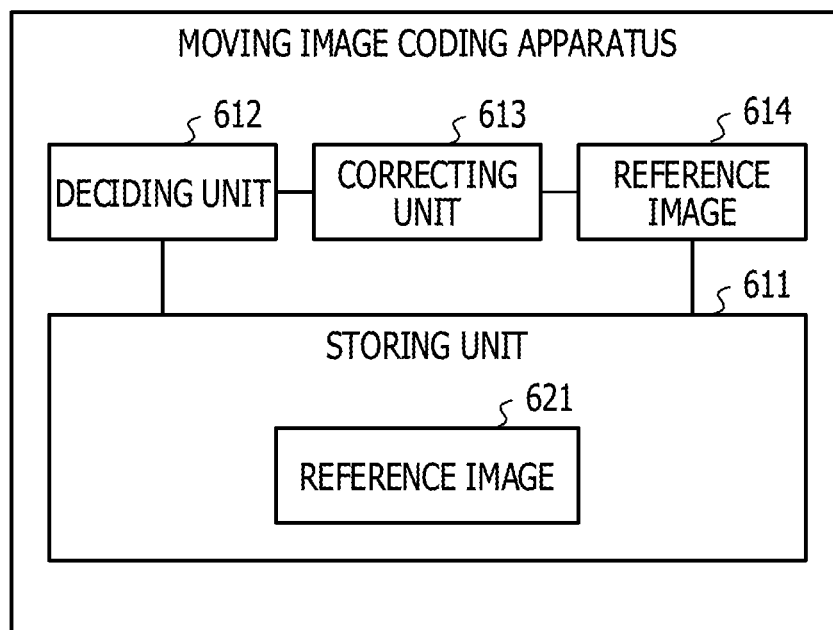 MOVING IMAGE CODING APPARATUS
612
613
614
DECIDING UNIT
CORRECTING
UNIT
REFERENCE
IMAGE
611
STORING UNIT
621
REFERENCE IMAGE